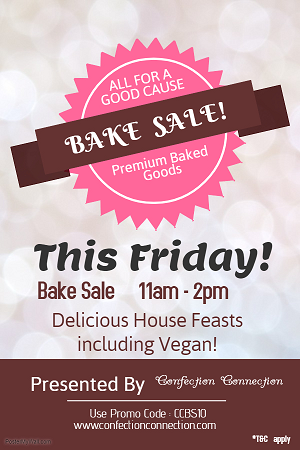 ALL FOR A
GOOD CAUSE
BAKE SALE!
Premium Baked
Goods
This Friday!
Bake Sale 11am - 2pm
Delicious House Feasts
including Vegan!
Presented By Confection Connection
Use Promo Code : CCBS10
www.confectionconnection.com
*T&C apply